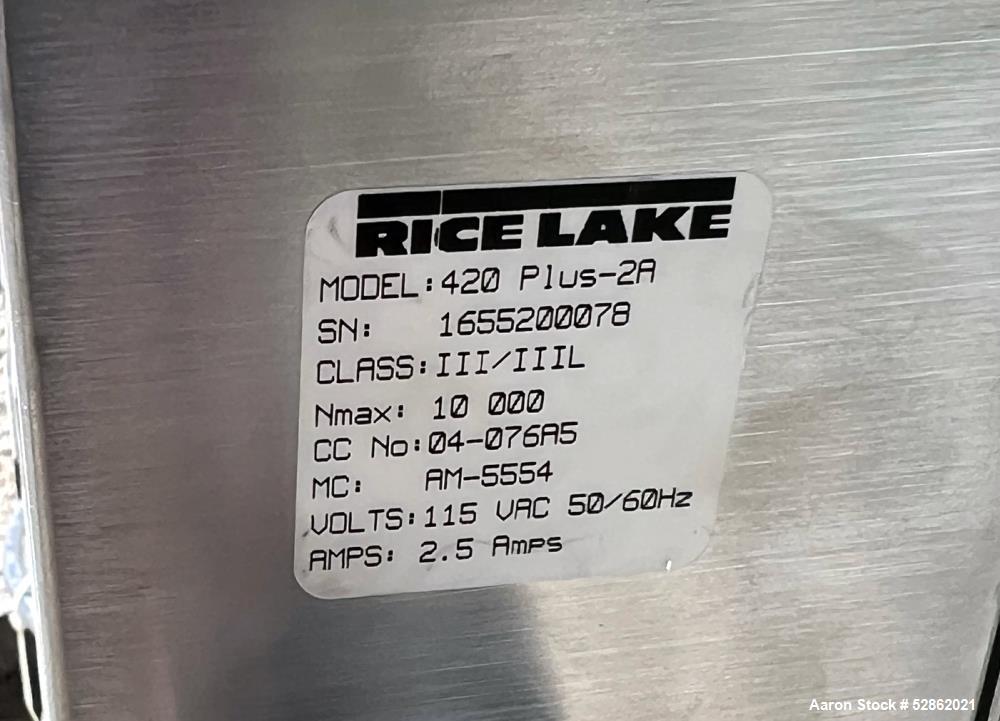 RICE LAKE
MODEL:420 Plus-2A
SN: 1655200078
CLASS:III/IIIL
Nmax: 10 000
CC No:04-076A5
MC: AM-5554
VOLTS:115 VAC 50/60Hz
AMPS: 2.5 Amps
Aaron Stock # 52862021